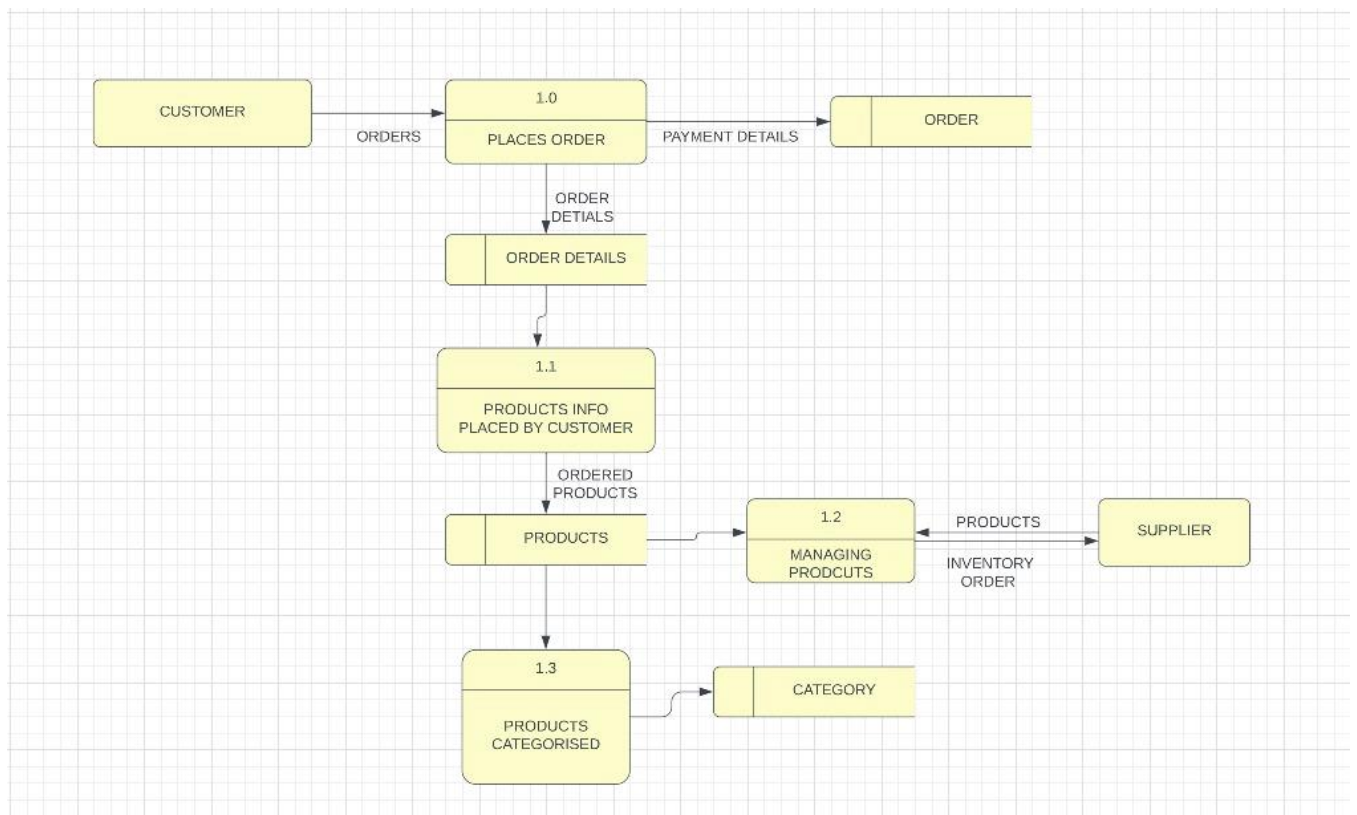 CUSTOMER
ORDERS
1.0
PLACES ORDER
PAYMENT DETAILS
ORDER
ORDER
DETIALS
ORDER DETAILS
1.1
PRODUCTS INFO
PLACED BY CUSTOMER
ORDERED
PRODUCTS
PRODUCTS
1.2
MANAGING
PRODCUTS
PRODUCTS
INVENTORY
ORDER
SUPPLIER
1.3
PRODUCTS
CATEGORISED
CATEGORY